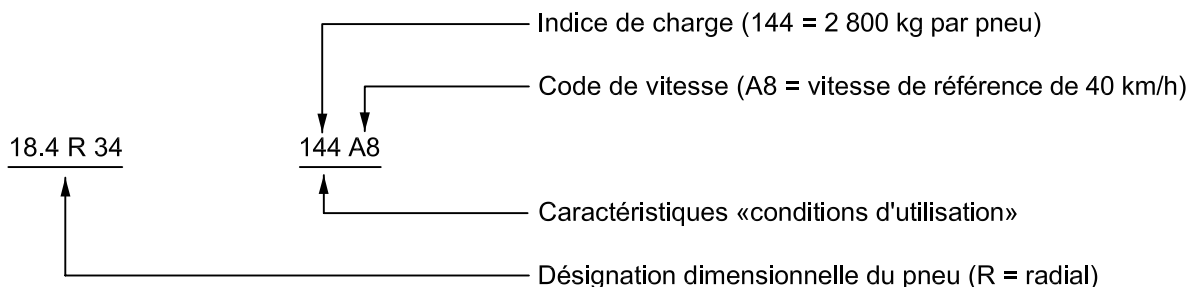 Indice de charge (144 = 2 800 kg par pneu)
Code de vitesse (A8 = vitesse de référence de 40 km/h)
18.4 R 34 144 A8
Caractéristiques «conditions d'utilisation»
Désignation dimensionnelle du pneu (R = radial)